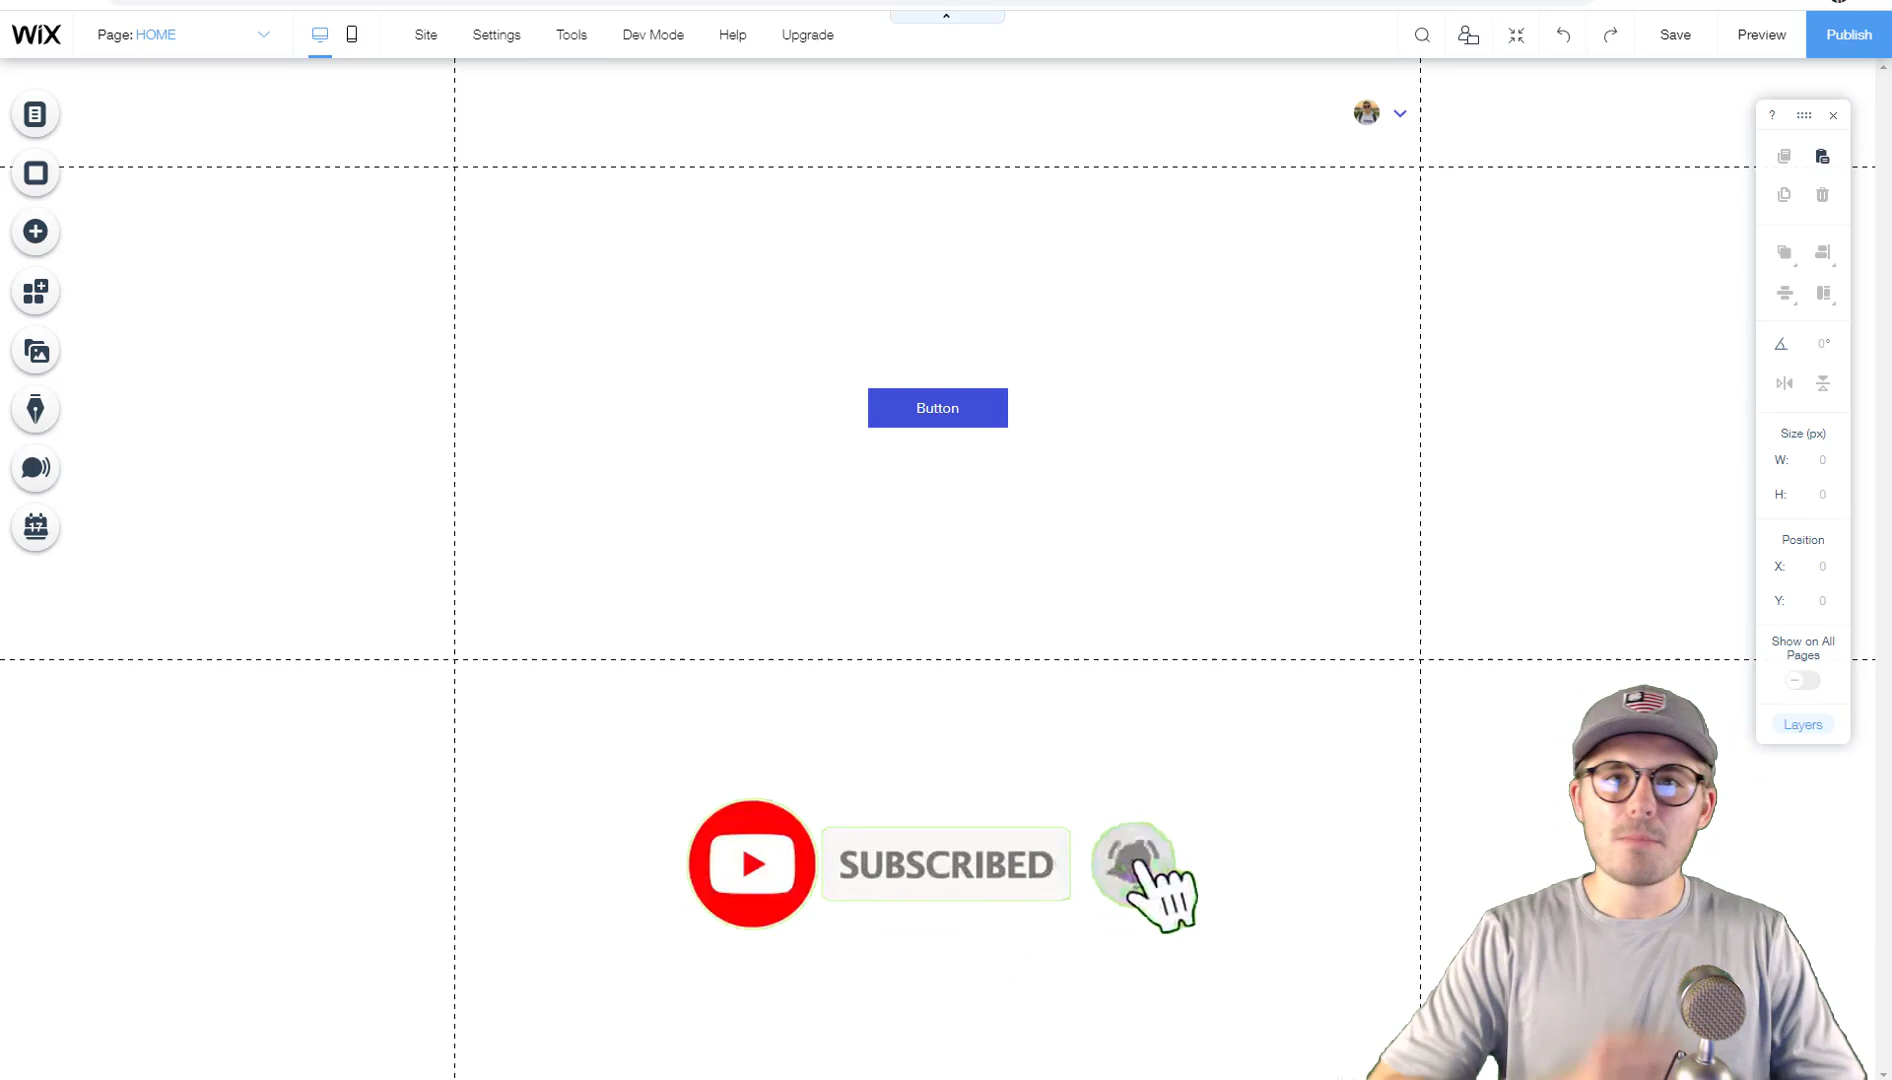 WiX Page: HOME Site Settings Tools Dev Mode Help Upgrade Save Preview Publish
?
17
0°
Button
Size (px)
W: 0
H: 0
Position
X: 0
Y: 0
Show on All
Pages
Layers
SUBSCRIBED